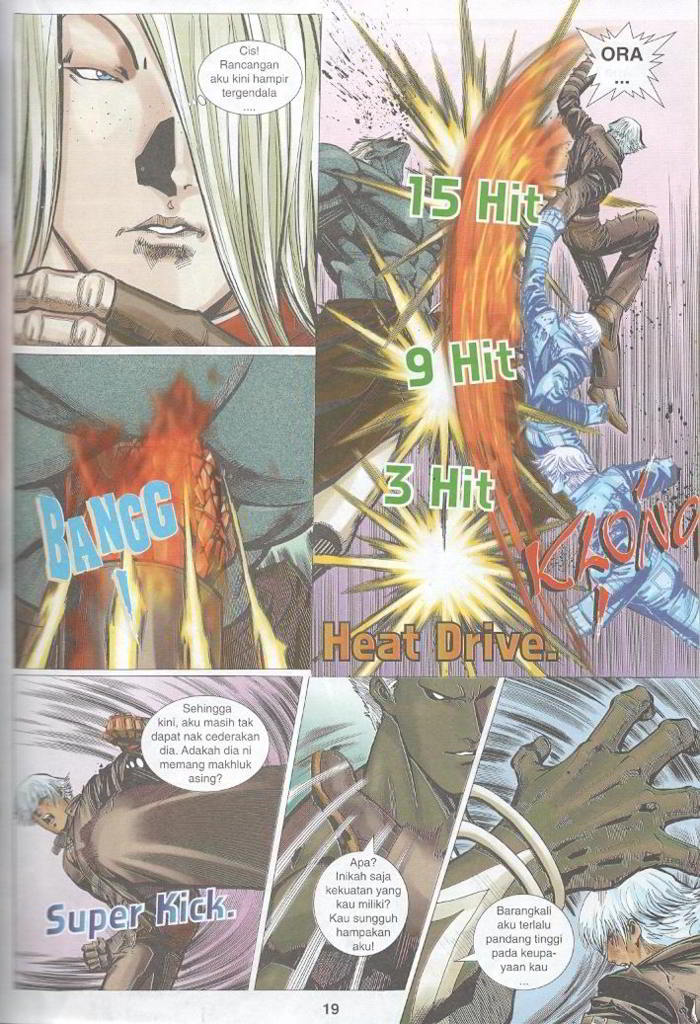 Cis!
Rancangan
aku kini hampir
tergendala
....
ORA
...
15 Hit
9 Hit
3 Hit
KLONG
!
Heat Drive.
BANGG
!
Sehingga
kini, aku masih tak
dapat nak cederakan
dia. Adakah dia ni
memang makhluk
asing?
Super Kick.
Apa?
Inikah saja
kekuatan yang
kau miliki?
Kau sungguh
hampakan
aku!
Barangkali
aku terlalu
pandang tinggi
pada keupa-
yaan kau
...
19